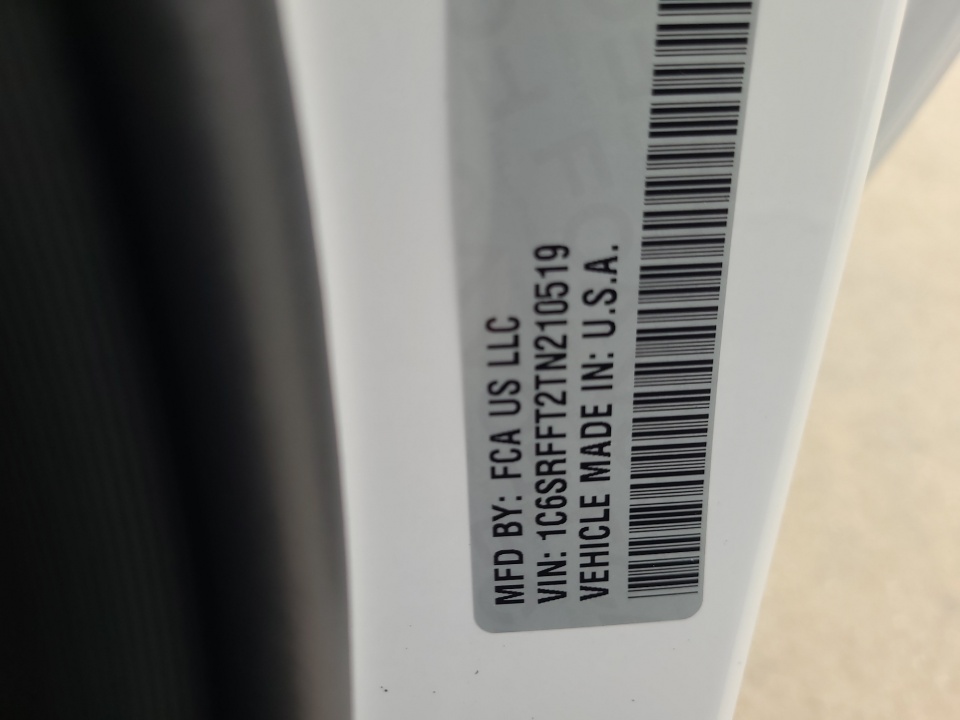 MFD BY: FCA US LLC
VIN: 1C6SRFFT2TN210519
VEHICLE MADE IN: U.S.A.